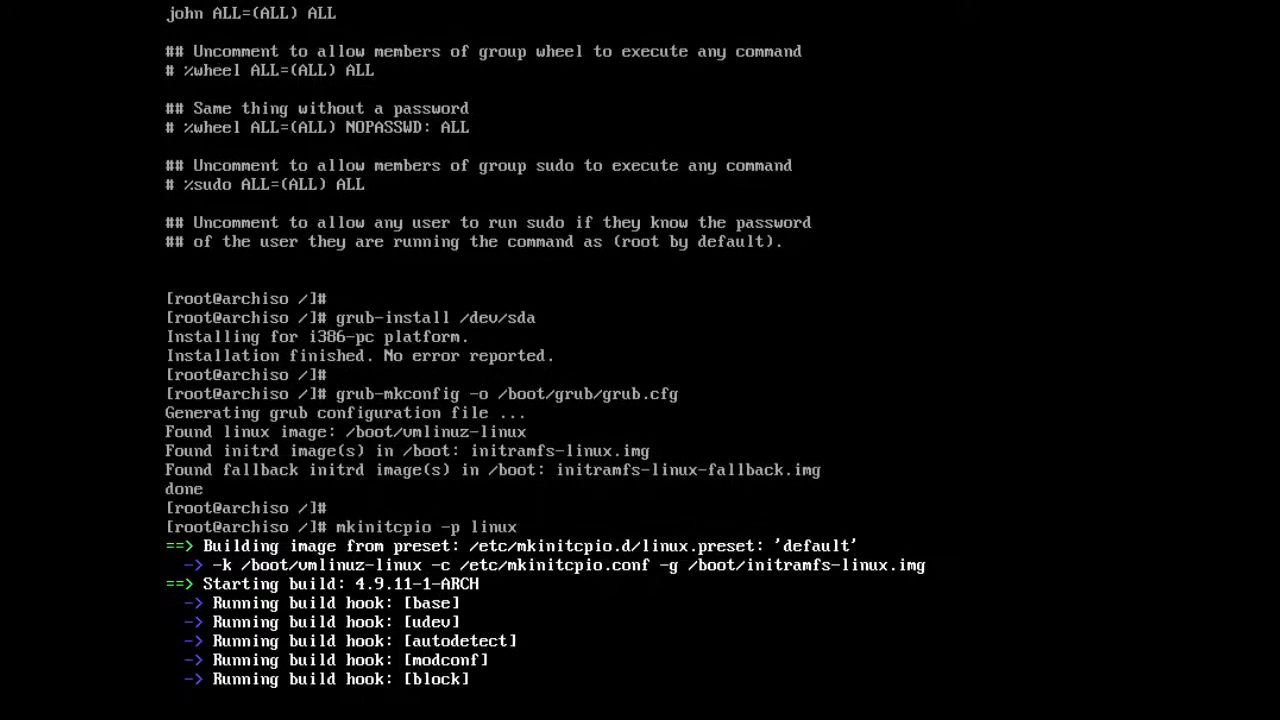 john ALL=(ALL) ALL
## Uncomment to allow members of group wheel to execute any command
# %wheel ALL=(ALL) ALL
## Same thing without a password
# %wheel ALL=(ALL) NOPASSWD: ALL
## Uncomment to allow members of group sudo to execute any command
# %sudo ALL=(ALL) ALL
## Uncomment to allow any user to run sudo if they know the password
## of the user they are running the command as (root by default).
[root@archiso /]#
[root@archiso /]# grub-install /dev/sda
Installing for i386-pc platform.
Installation finished. No error reported.
[root@archiso /]#
[root@archiso /]# grub-mkconfig -o /boot/grub/grub.cfg
Generating grub configuration file ...
Found linux image: /boot/vmlinuz-linux
Found initrd image(s) in /boot: initramfs-linux.img
Found fallback initrd image(s) in /boot: initramfs-linux-fallback.img
done
[root@archiso /]#
[root@archiso /]# mkinitcpio -p linux
==> Building image from preset: /etc/mkinitcpio.d/linux.preset: 'default'
-> -k /boot/vmlinuz-linux -c /etc/mkinitcpio.conf -g /boot/initramfs-linux.img
==> Starting build: 4.9.11-1-ARCH
-> Running build hook: [base]
-> Running build hook: [udev]
-> Running build hook: [autodetect]
-> Running build hook: [modconf]
-> Running build hook: [block]